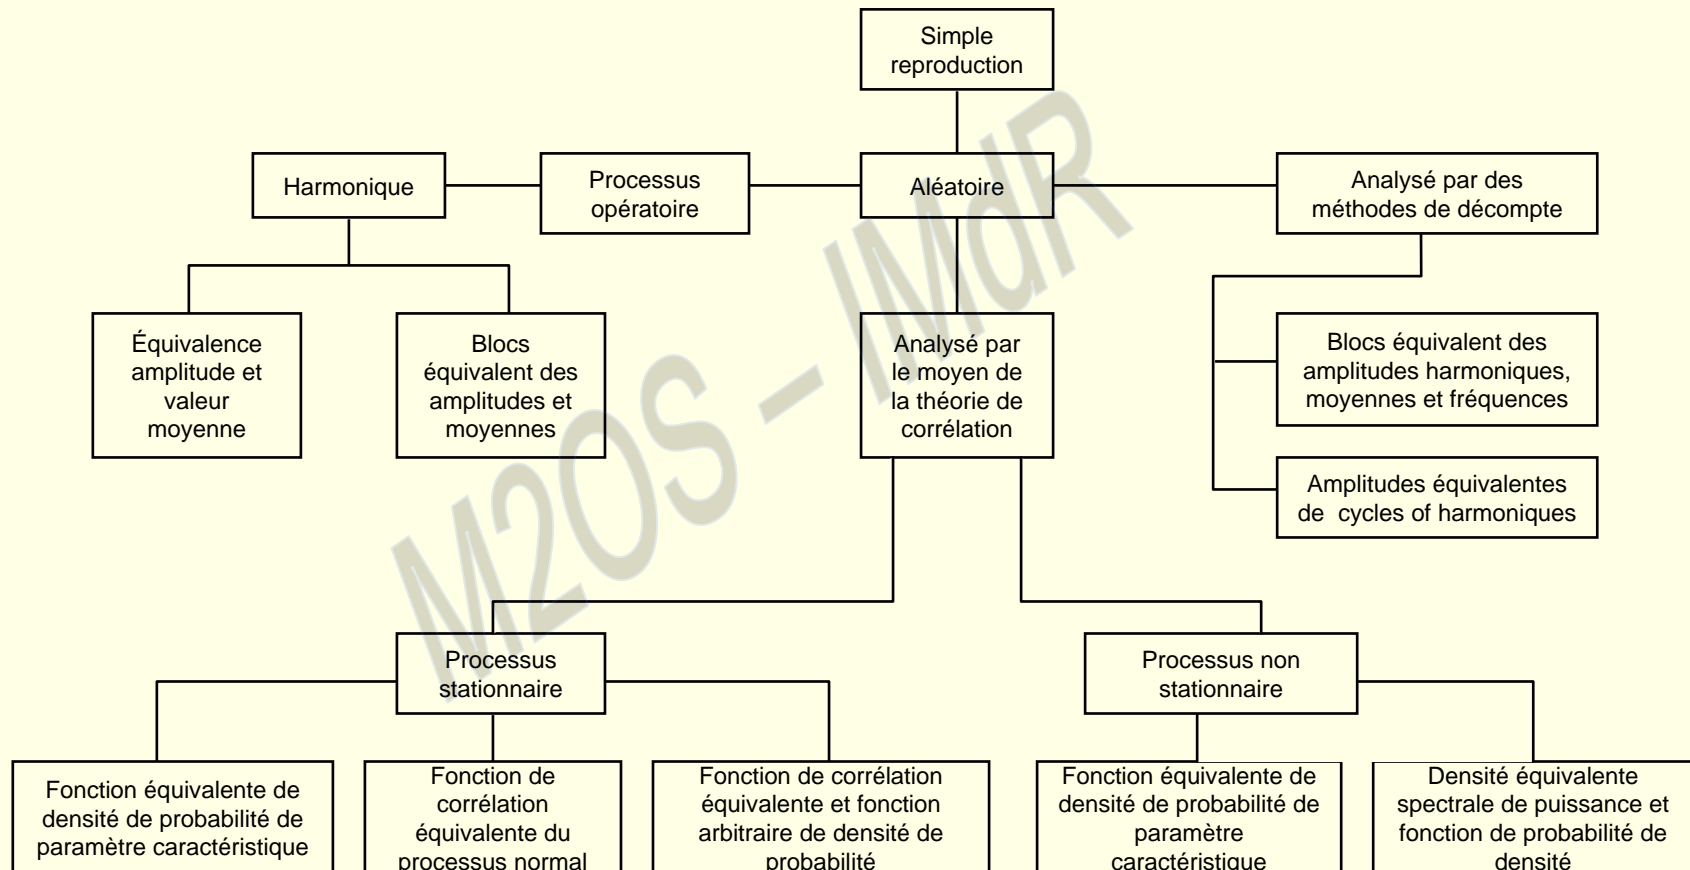 Simple
reproduction
Harmonique
Processus
opératoire
Aléatoire
Analysé par des
méthodes de décompte
Équivalence
amplitude et
valeur
moyenne
Blocs
équivalent des
amplitudes et
moyennes
Analysé par
le moyen de
la théorie de
corrélation
Blocs équivalent des
amplitudes harmoniques,
moyennes et fréquences
Amplitudes équivalentes
de cycles of harmoniques
M2OS – IMdR
Processus
stationnaire
Processus non
stationnaire
Fonction équivalente de
densité de probabilité de
paramètre caractéristique
Fonction de
corrélation
équivalente du
processus normal
Fonction de corrélation
équivalente et fonction
arbitraire de densité de
probabilité
Fonction équivalente de
densité de probabilité de
paramètre
caractéristique
Densité équivalente
spectrale de puissance et
fonction de probabilité de
densité